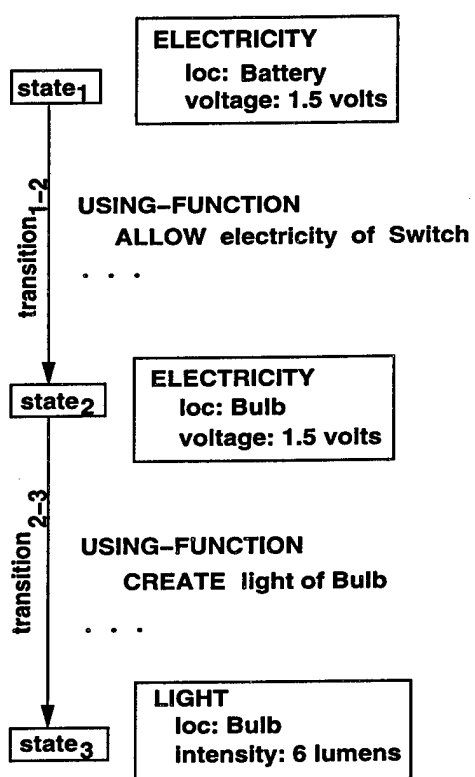 ELECTRICITY
loc: Battery
voltage: 1.5 volts
state1
transition1–2
USING–FUNCTION
ALLOW electricity of Switch
. . .
ELECTRICITY
loc: Bulb
voltage: 1.5 volts
state2
transition2–3
USING–FUNCTION
CREATE light of Bulb
. . .
LIGHT
loc: Bulb
intensity: 6 lumens
state3